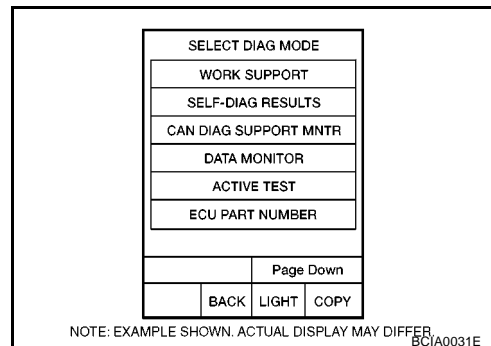 SELECT DIAG MODE
WORK SUPPORT
SELF-DIAG RESULTS
CAN DIAG SUPPORT MNTR
DATA MONITOR
ACTIVE TEST
ECU PART NUMBER
Page Down
BACK LIGHT COPY
NOTE: EXAMPLE SHOWN. ACTUAL DISPLAY MAY DIFFER.
BCIA0031E